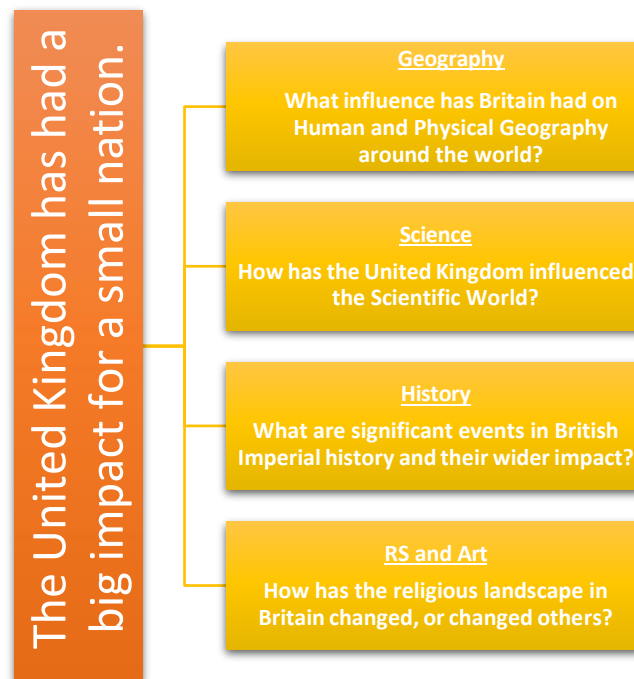 The United Kingdom has had a
big impact for a small nation.
Geography
What influence has Britain had on
Human and Physical Geography
around the world?
Science
How has the United Kingdom influenced
the Scientific World?
History
What are significant events in British
Imperial history and their wider impact?
RS and Art
How has the religious landscape in
Britain changed, or changed others?